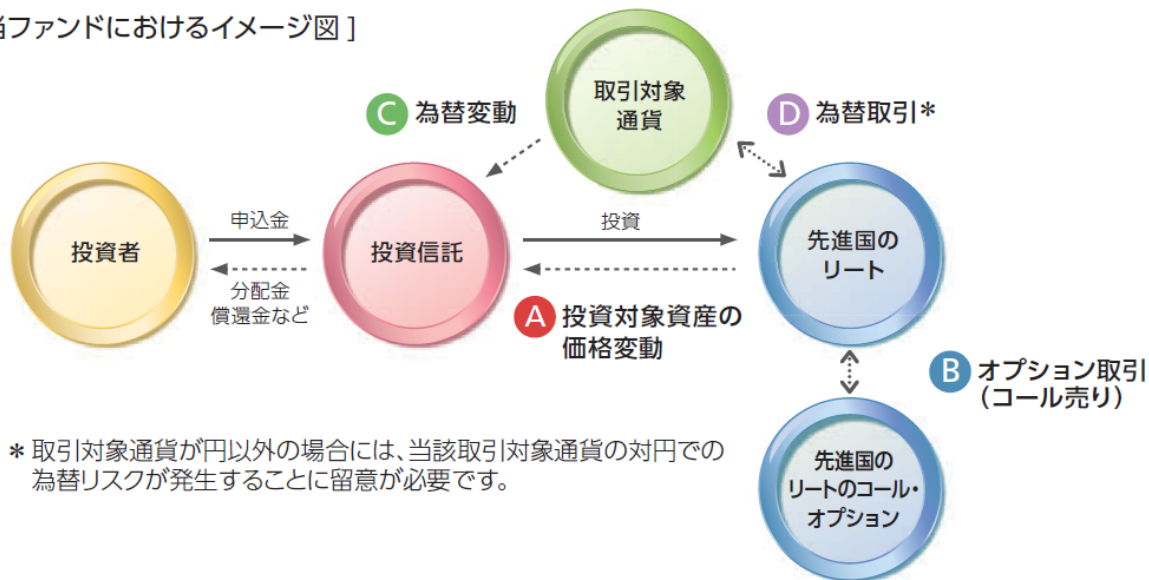 当ファンドにおけるイメージ図 ]
取引対象
通貨
C 為替変動
D 為替取引*
投資者
申込金
分配金
償還金など
投資信託
投資
A 投資対象資産の
価格変動
先進国の
リート
B オプション取引
(コール売り)
先進国の
リートのコール・
オプション
* 取引対象通貨が円以外の場合には、当該取引対象通貨の対円での
為替リスクが発生することに留意が必要です。